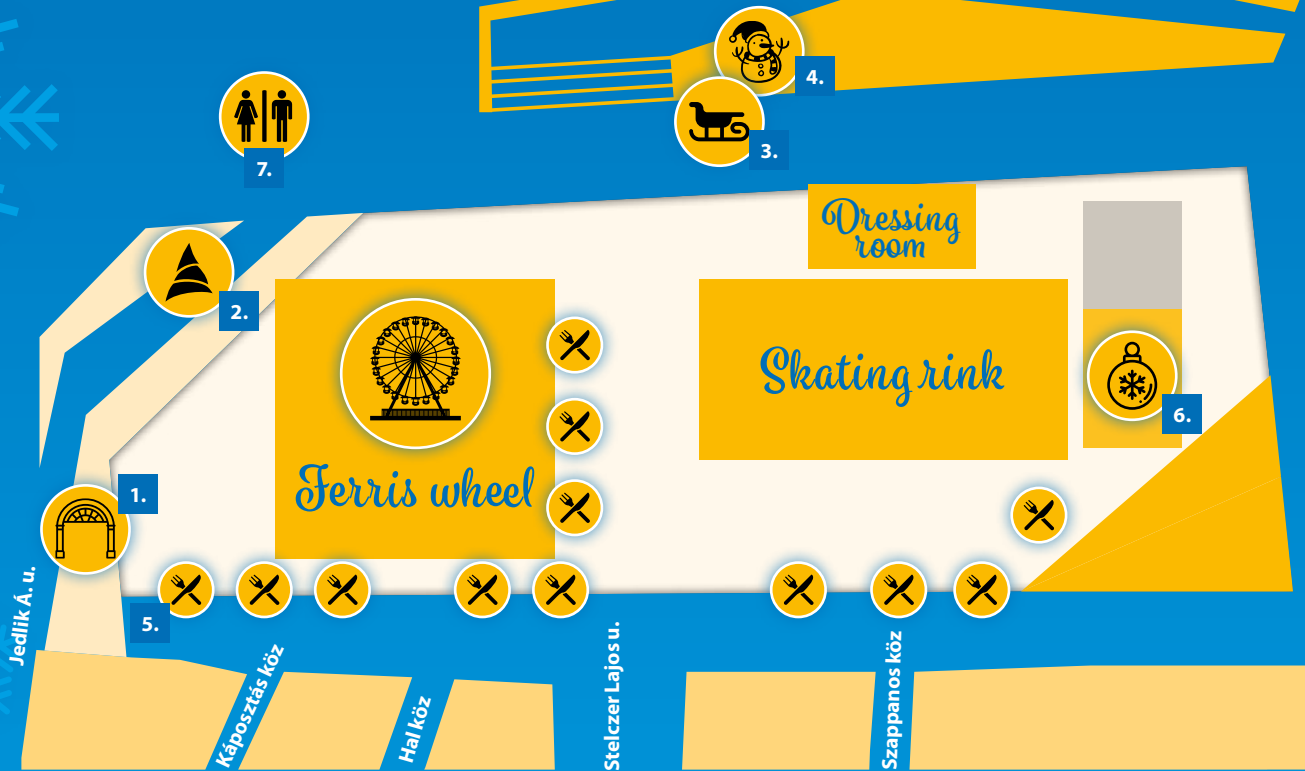 4.
3.
7.
Dressing
room
2.
Skating rink
6.
Ferris wheel
1.
5.
Jedlik Á. u.
Káposztás köz
Hal köz
Stelczer Lajos u.
Szappanos köz